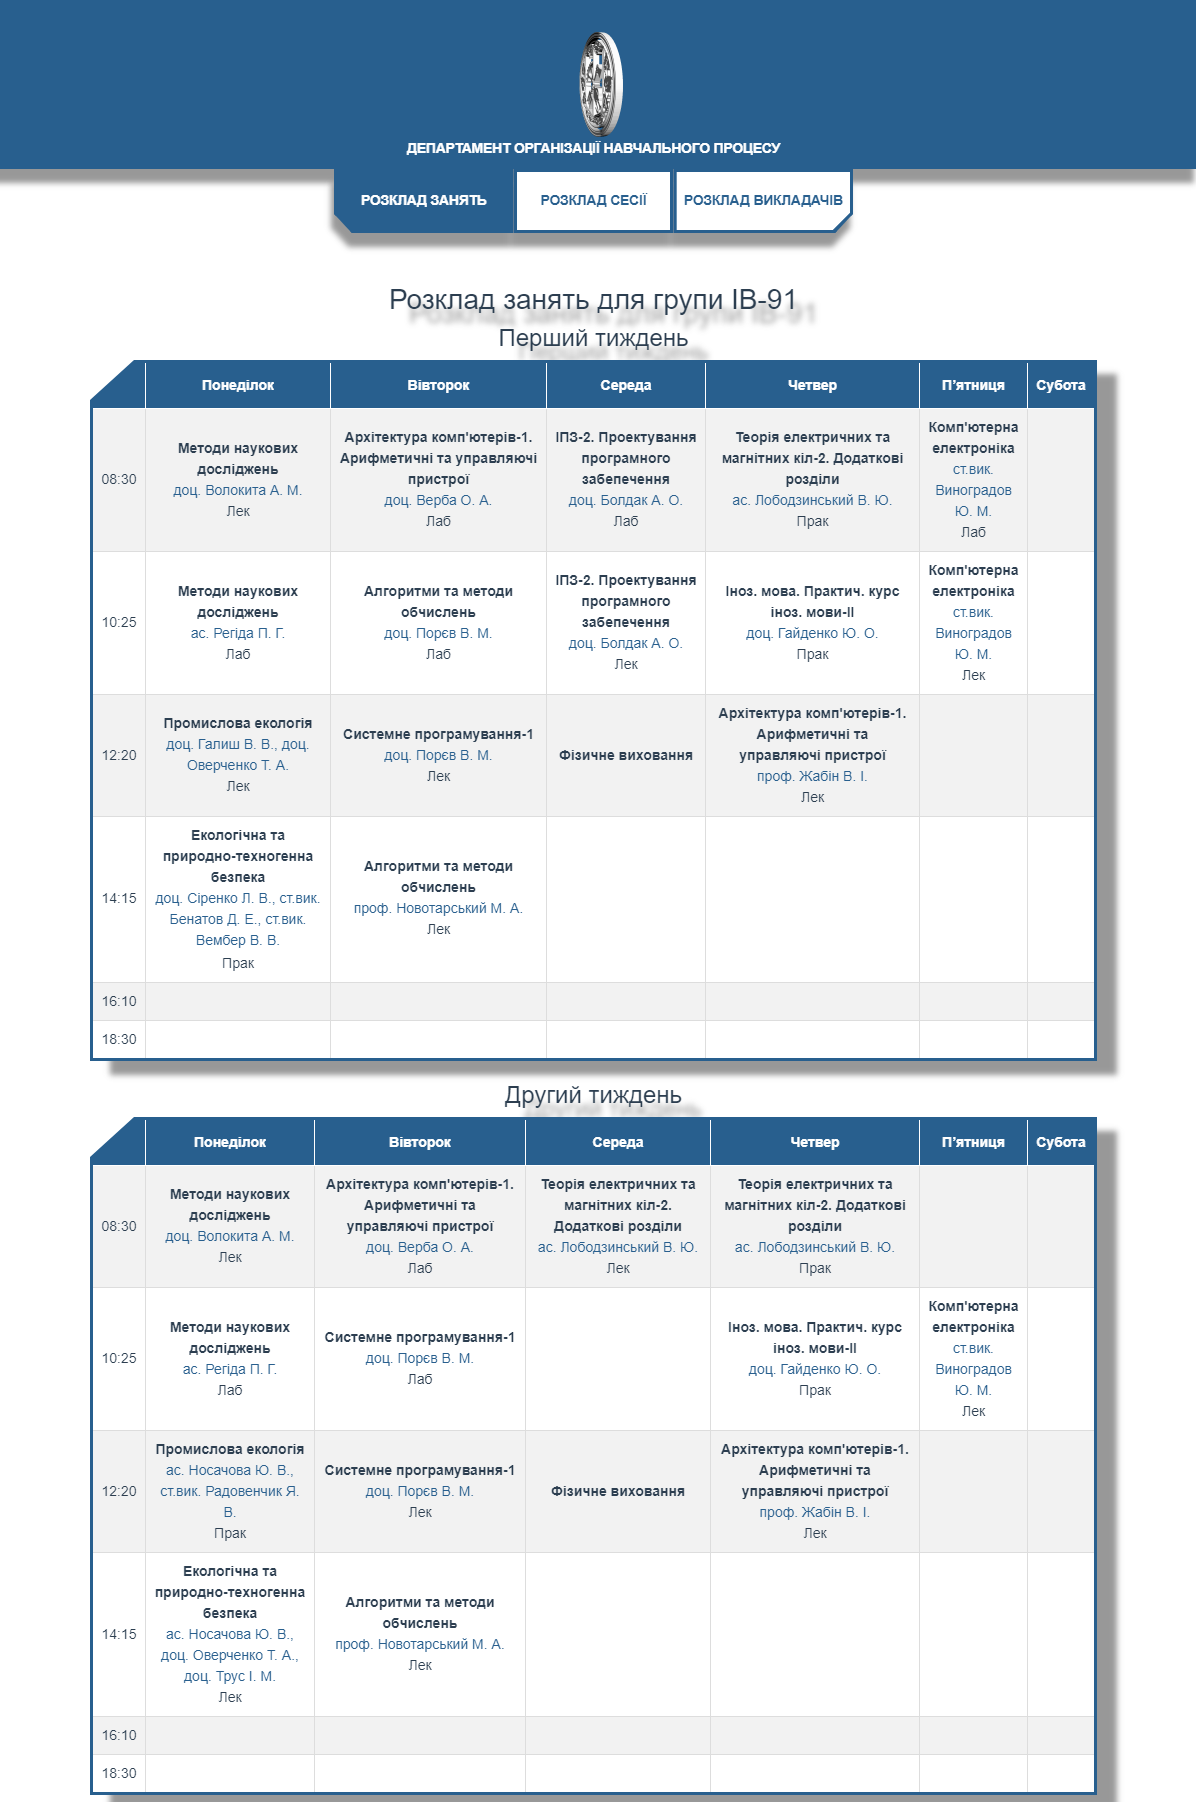 ДЕПАРТАМЕНТ ОРГАНІЗАЦІЇ НАВЧАЛЬНОГО ПРОЦЕСУ
РОЗКЛАД ЗАНЯТЬ
РОЗКЛАД СЕСІЇ
РОЗКЛАД ВИКЛАДАЧІВ
Розклад занять для групи ІВ-91
Перший тиждень
Понеділок
Вівторок
Середа
Четвер
П'ятниця
Субота
08:30
Методи наукових
досліджень
доц. Волокита А. М.
Лек
Архітектура комп'ютерів-1.
Арифметичні та управляючі
пристрої
доц. Верба О. А.
Лаб
ІПЗ-2. Проектування
програмного
забепечення
доц. Болдак А. О.
Лаб
Теорія електричних та
магнітних кіл-2. Додаткові
розділи
ас. Лободзинський В. Ю.
Прак
Комп'ютерна
електроніка
ст.вик.
Виноградов
Ю. М.
Лаб
10:25
Методи наукових
досліджень
ас. Регіда П. Г.
Лаб
Алгоритми та методи
обчислень
доц. Порєв В. М.
Лаб
ІПЗ-2. Проектування
програмного
забепечення
доц. Болдак А. О.
Лек
Іноз. мова. Практич. курс
іноз. мови-ІІ
доц. Гайденко Ю. О.
Прак
Комп'ютерна
електроніка
ст.вик.
Виноградов
Ю. М.
Лек
12:20
Промислова екологія
доц. Галиш В. В., доц.
Оверченко Т. А.
Лек
Системне програмування-1
доц. Порєв В. М.
Лек
Фізичне виховання
Архітектура комп'ютерів-1.
Арифметичні та
управляючі пристрої
проф. Жабін В. І.
Лек
14:15
Екологічна та
природно-техногенна
безпека
доц. Сіренко Л. В., ст.вик.
Бенатов Д. Е., ст.вик.
Вембер В. В.
Прак
Алгоритми та методи
обчислень
проф. Новотарський М. А.
Лек
16:10
18:30
Другий тиждень
Понеділок
Вівторок
Середа
Четвер
П'ятниця
Субота
08:30
Методи наукових
досліджень
доц. Волокита А. М.
Лек
Архітектура комп'ютерів-1.
Арифметичні та
управляючі пристрої
доц. Верба О. А.
Лаб
Теорія електричних та
магнітних кіл-2.
Додаткові розділи
ас. Лободзинський В. Ю.
Лек
Теорія електричних та
магнітних кіл-2. Додаткові
розділи
ас. Лободзинський В. Ю.
Прак
10:25
Методи наукових
досліджень
ас. Регіда П. Г.
Лаб
Системне програмування-1
доц. Порєв В. М.
Лаб
Іноз. мова. Практич. курс
іноз. мови-ІІ
доц. Гайденко Ю. О.
Прак
Комп'ютерна
електроніка
ст.вик.
Виноградов
Ю. М.
Лек
12:20
Промислова екологія
ас. Носачова Ю. В.,
ст.вик. Радовенчик Я.
В.
Прак
Системне програмування-1
доц. Порєв В. М.
Лек
Фізичне виховання
Архітектура комп'ютерів-1.
Арифметичні та
управляючі пристрої
проф. Жабін В. І.
Лек
14:15
Екологічна та
природно-техногенна
безпека
ас. Носачова Ю. В.,
доц. Оверченко Т. А.,
доц. Трус І. М.
Лек
Алгоритми та методи
обчислень
проф. Новотарський М. А.
Лек
16:10
18:30